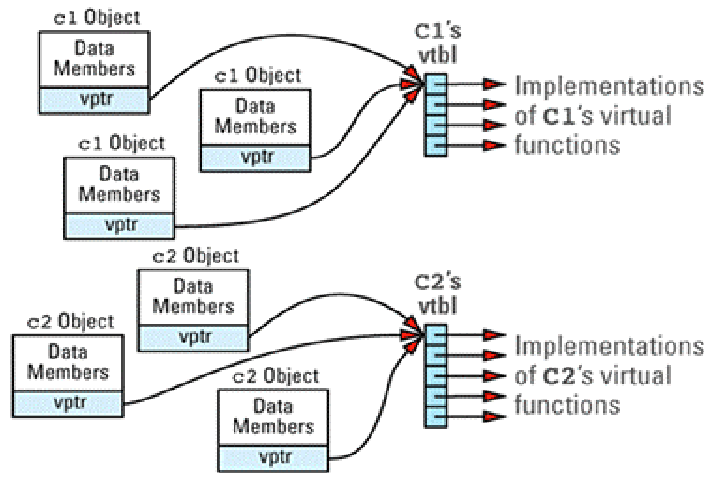 c1 Object
Data
Members
vptr
c1 Object
Data
Members
vptr
c1 Object
Data
Members
vptr
C1's
vtbl
Implementations
of C1's virtual
functions
c2 Object
Data
Members
vptr
c2 Object
Data
Members
vptr
c2 Object
Data
Members
vptr
C2's
vtbl
Implementations
of C2's virtual
functions